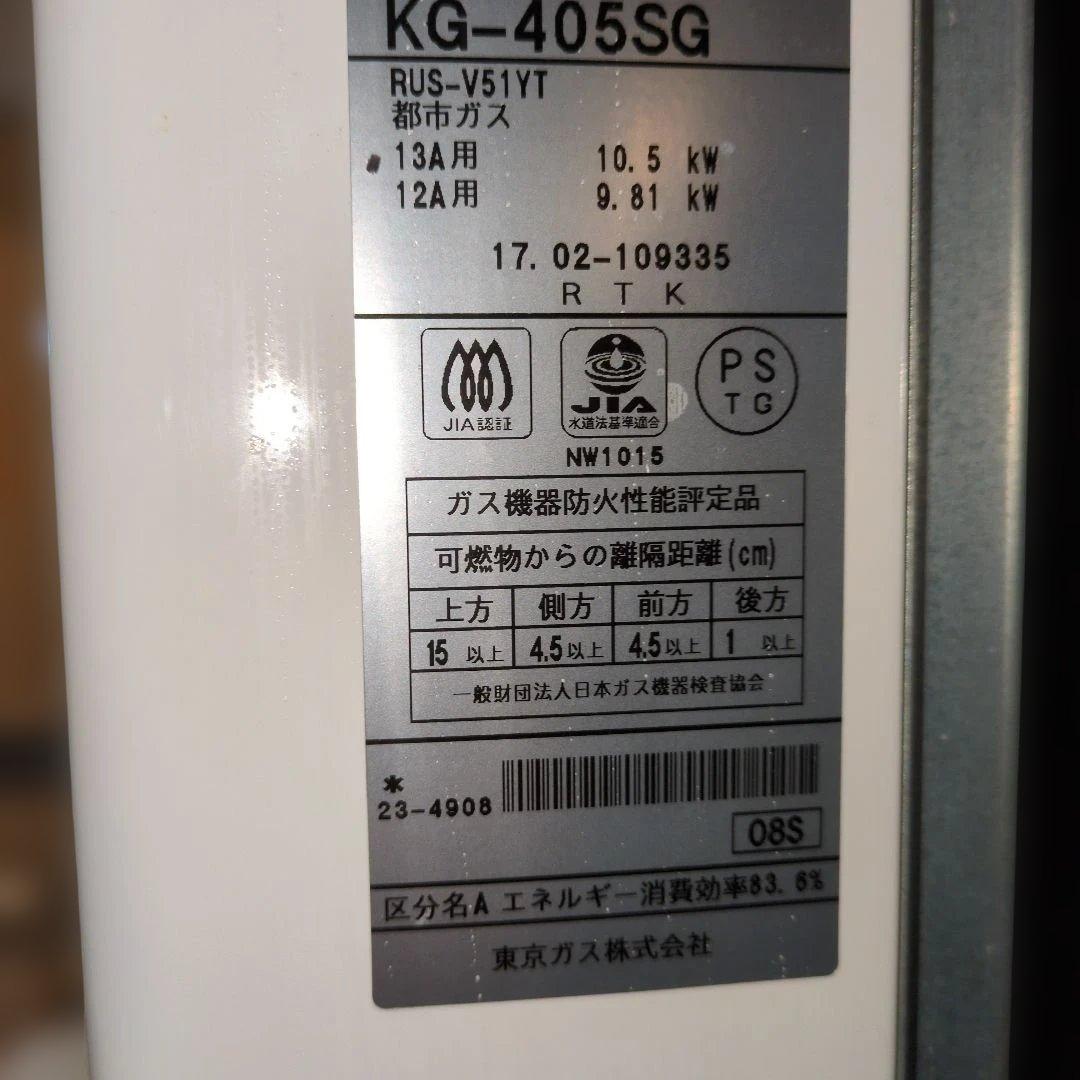 KG-405SG
RUS-V51YT
都市ガス
13A用 10.5 kW
12A用 9.81 kW
17.02-109335
RTK
JIA認証
JIA
水道法基準適合
PS
TG
NW1015
ガス機器防火性能評定品
可燃物からの離隔距離(cm)
上方 側方 前方 後方
15 以上 4.5以上 4.5以上 1 以上
一般財団法人日本ガス機器検査協会
*
23-4908
08S
区分名A エネルギー消費効率83.6%
東京ガス株式会社